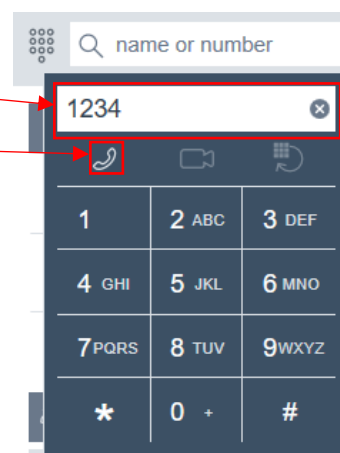 name or number
1234
1 2 ABC 3 DEF
4 GHI 5 JKL 6 MNO
7PQRS 8 TUV 9WXYZ
* 0 + #